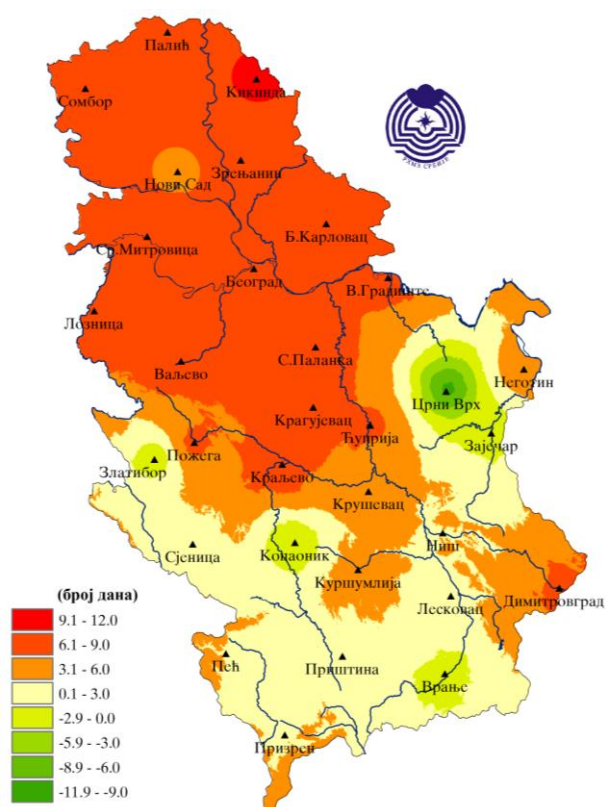 Палић
Кикинда
Сомбор
РХМЗ СРБИЈЕ
Зрењанин
Нови Сад
Б.Карловац
Ср.Митровица
Београд
В.Градиште
Лозница
С.Паланка
Ваљево
Неготин
Црни Врх
Крагујевац
Ћуприја
Зајечар
Пожега
Златибор
Краљево
Крушевац
Ниш
Сјеница
Копаоник
Куршумлија
(број дана)
Лесковац
Димитровград
9.1 - 12.0
6.1 - 9.0
3.1 - 6.0
Пећ
Приштина
0.1 - 3.0
Врање
-2.9 - 0.0
Призрен
-5.9 - -3.0
-8.9 - -6.0
-11.9 - -9.0